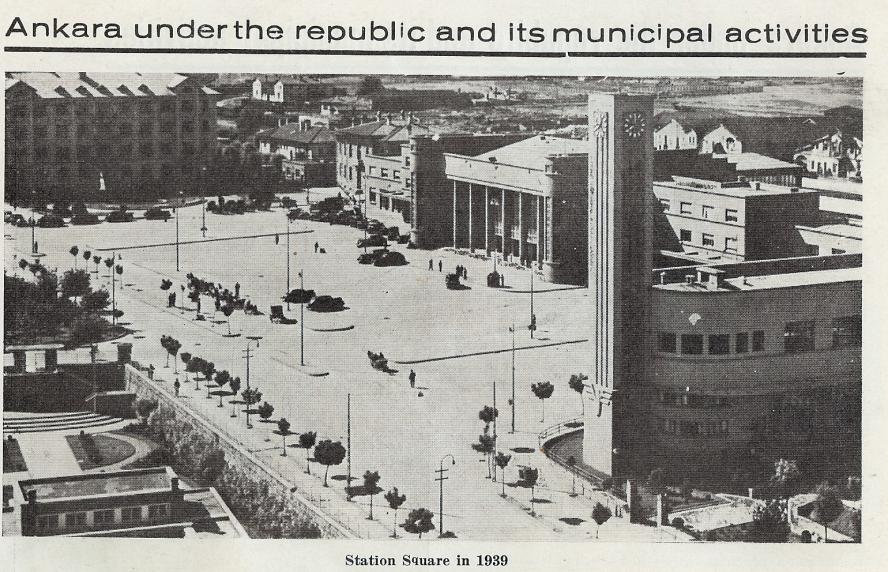 Ankara under the republic and its municipal activities
Station Square in 1939